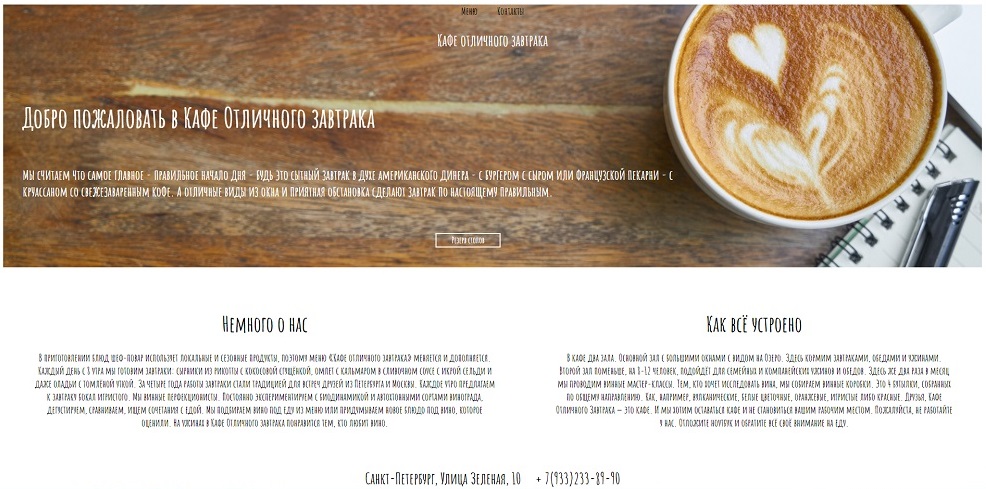 Меню Контакты
Кафе отличного завтрака
Добро пожаловать в Кафе Отличного завтрака
Мы считаем что самое главное - правильное начало дня - будь это сытный завтрак в духе американского динера - с бургером с сыром или французской пекарни - с
круассаном со свежезаваренным кофе. А отличные виды из окна и приятная обстановка сделают завтрак по настоящему правильным.
Резерв столов
Немного о нас
В приготовлении блюд шеф-повар использует локальные и сезонные продукты, поэтому меню «Кафе отличного завтрака» меняется и дополняется.
Каждый день с 8 утра мы готовим завтраки: сырники из рикотты с кокосовой сгущёнкой, омлет с кальмаром в сливочном соусе с икрой сельди и
даже оладьи с томлёной уткой. За четыре года работы завтраки стали традицией для встреч друзей из Петербурга и Москвы. Каждое утро предлагаем
к завтраку бокал игристого. Мы винные перфекционисты. Постоянно экспериментируем с биодинамикой и автохтонными сортами винограда,
дегустируем, сравниваем, ищем сочетания с едой. Мы подбираем вино под еду из меню или придумываем новое блюдо под вино, которое
оценили. На ужинах в Кафе Отличного завтрака понравится тем, кто любит вино.
Как всё устроено
В кафе два зала. Основной зал с большими окнами с видом на Озеро. Здесь кормим завтраками, обедами и ужинами.
Второй зал поменьше, на 1-12 человек, подойдёт для семейных и компанейских ужинов и обедов. Здесь же два раза в месяц
мы проводим винные мастер-классы. Тем, кто хочет исследовать вина, мы собираем винные коробки. Это 4 бутылки, собранных
по общему направлению. Как, например, вулканические, белые цветочные, оранжевые, игристые либо красные. Друзья, Кафе
Отличного Завтрака — это кафе. И мы хотим оставаться кафе и не становиться вашим рабочим местом. Пожалуйста, не работайте
у нас. Отложите ноутбук и обратите всё своё внимание на еду.
Санкт-Петербург, Улица Зеленая, 10 + 7(933)233-89-90